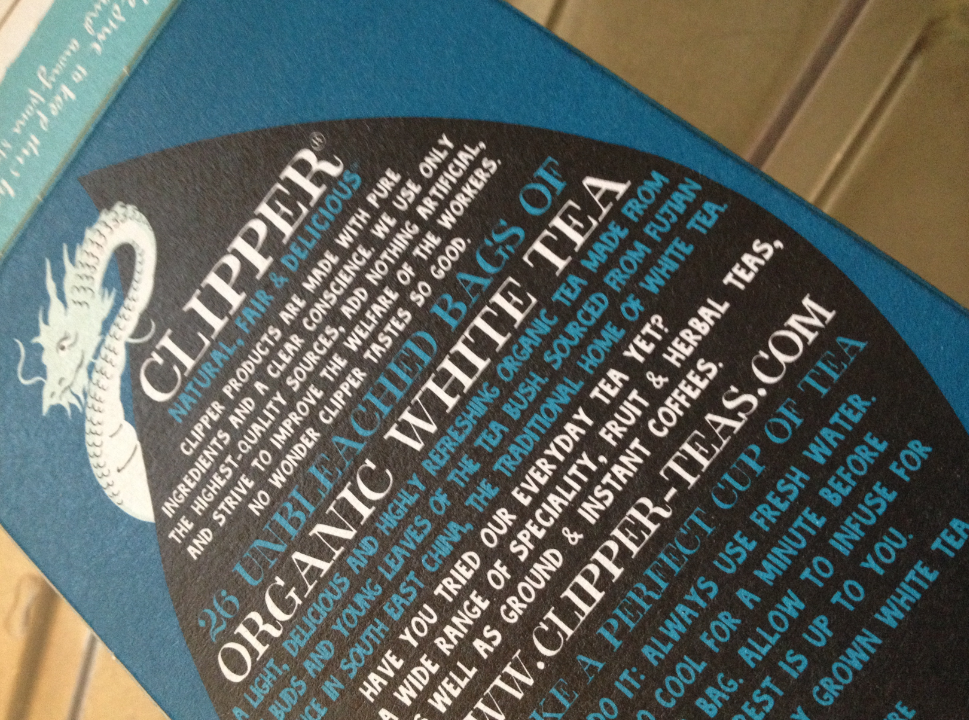 CLIPPER®
NATURAL, FAIR & DELICIOUS
CLIPPER PRODUCTS ARE MADE WITH PURE
INGREDIENTS AND A CLEAR CONSCIENCE. WE USE ONLY
THE HIGHEST-QUALITY SOURCES, ADD NOTHING ARTIFICIAL,
AND STRIVE TO IMPROVE THE WELFARE OF THE WORKERS.
NO WONDER CLIPPER TASTES SO GOOD.
26 UNBLEACHED BAGS OF
ORGANIC WHITE TEA
A LIGHT, DELICIOUS AND HIGHLY REFRESHING ORGANIC TEA MADE FROM
BUDS AND YOUNG LEAVES OF THE TEA BUSH. SOURCED FROM FUJIAN
IN SOUTH EAST CHINA, THE TRADITIONAL HOME OF WHITE TEA.
HAVE YOU TRIED OUR EVERYDAY TEA YET?
A WIDE RANGE OF SPECIALITY, FRUIT & HERBAL TEAS,
WELL AS GROUND & INSTANT COFFEES.
WWW.CLIPPER-TEAS.COM
A PERFECT CUP OF TEA
DO IT: ALWAYS USE FRESH WATER.
COOL FOR A MINUTE BEFORE
BAG. ALLOW TO INFUSE FOR
IS UP TO YOU.
GROWN WHITE TEA